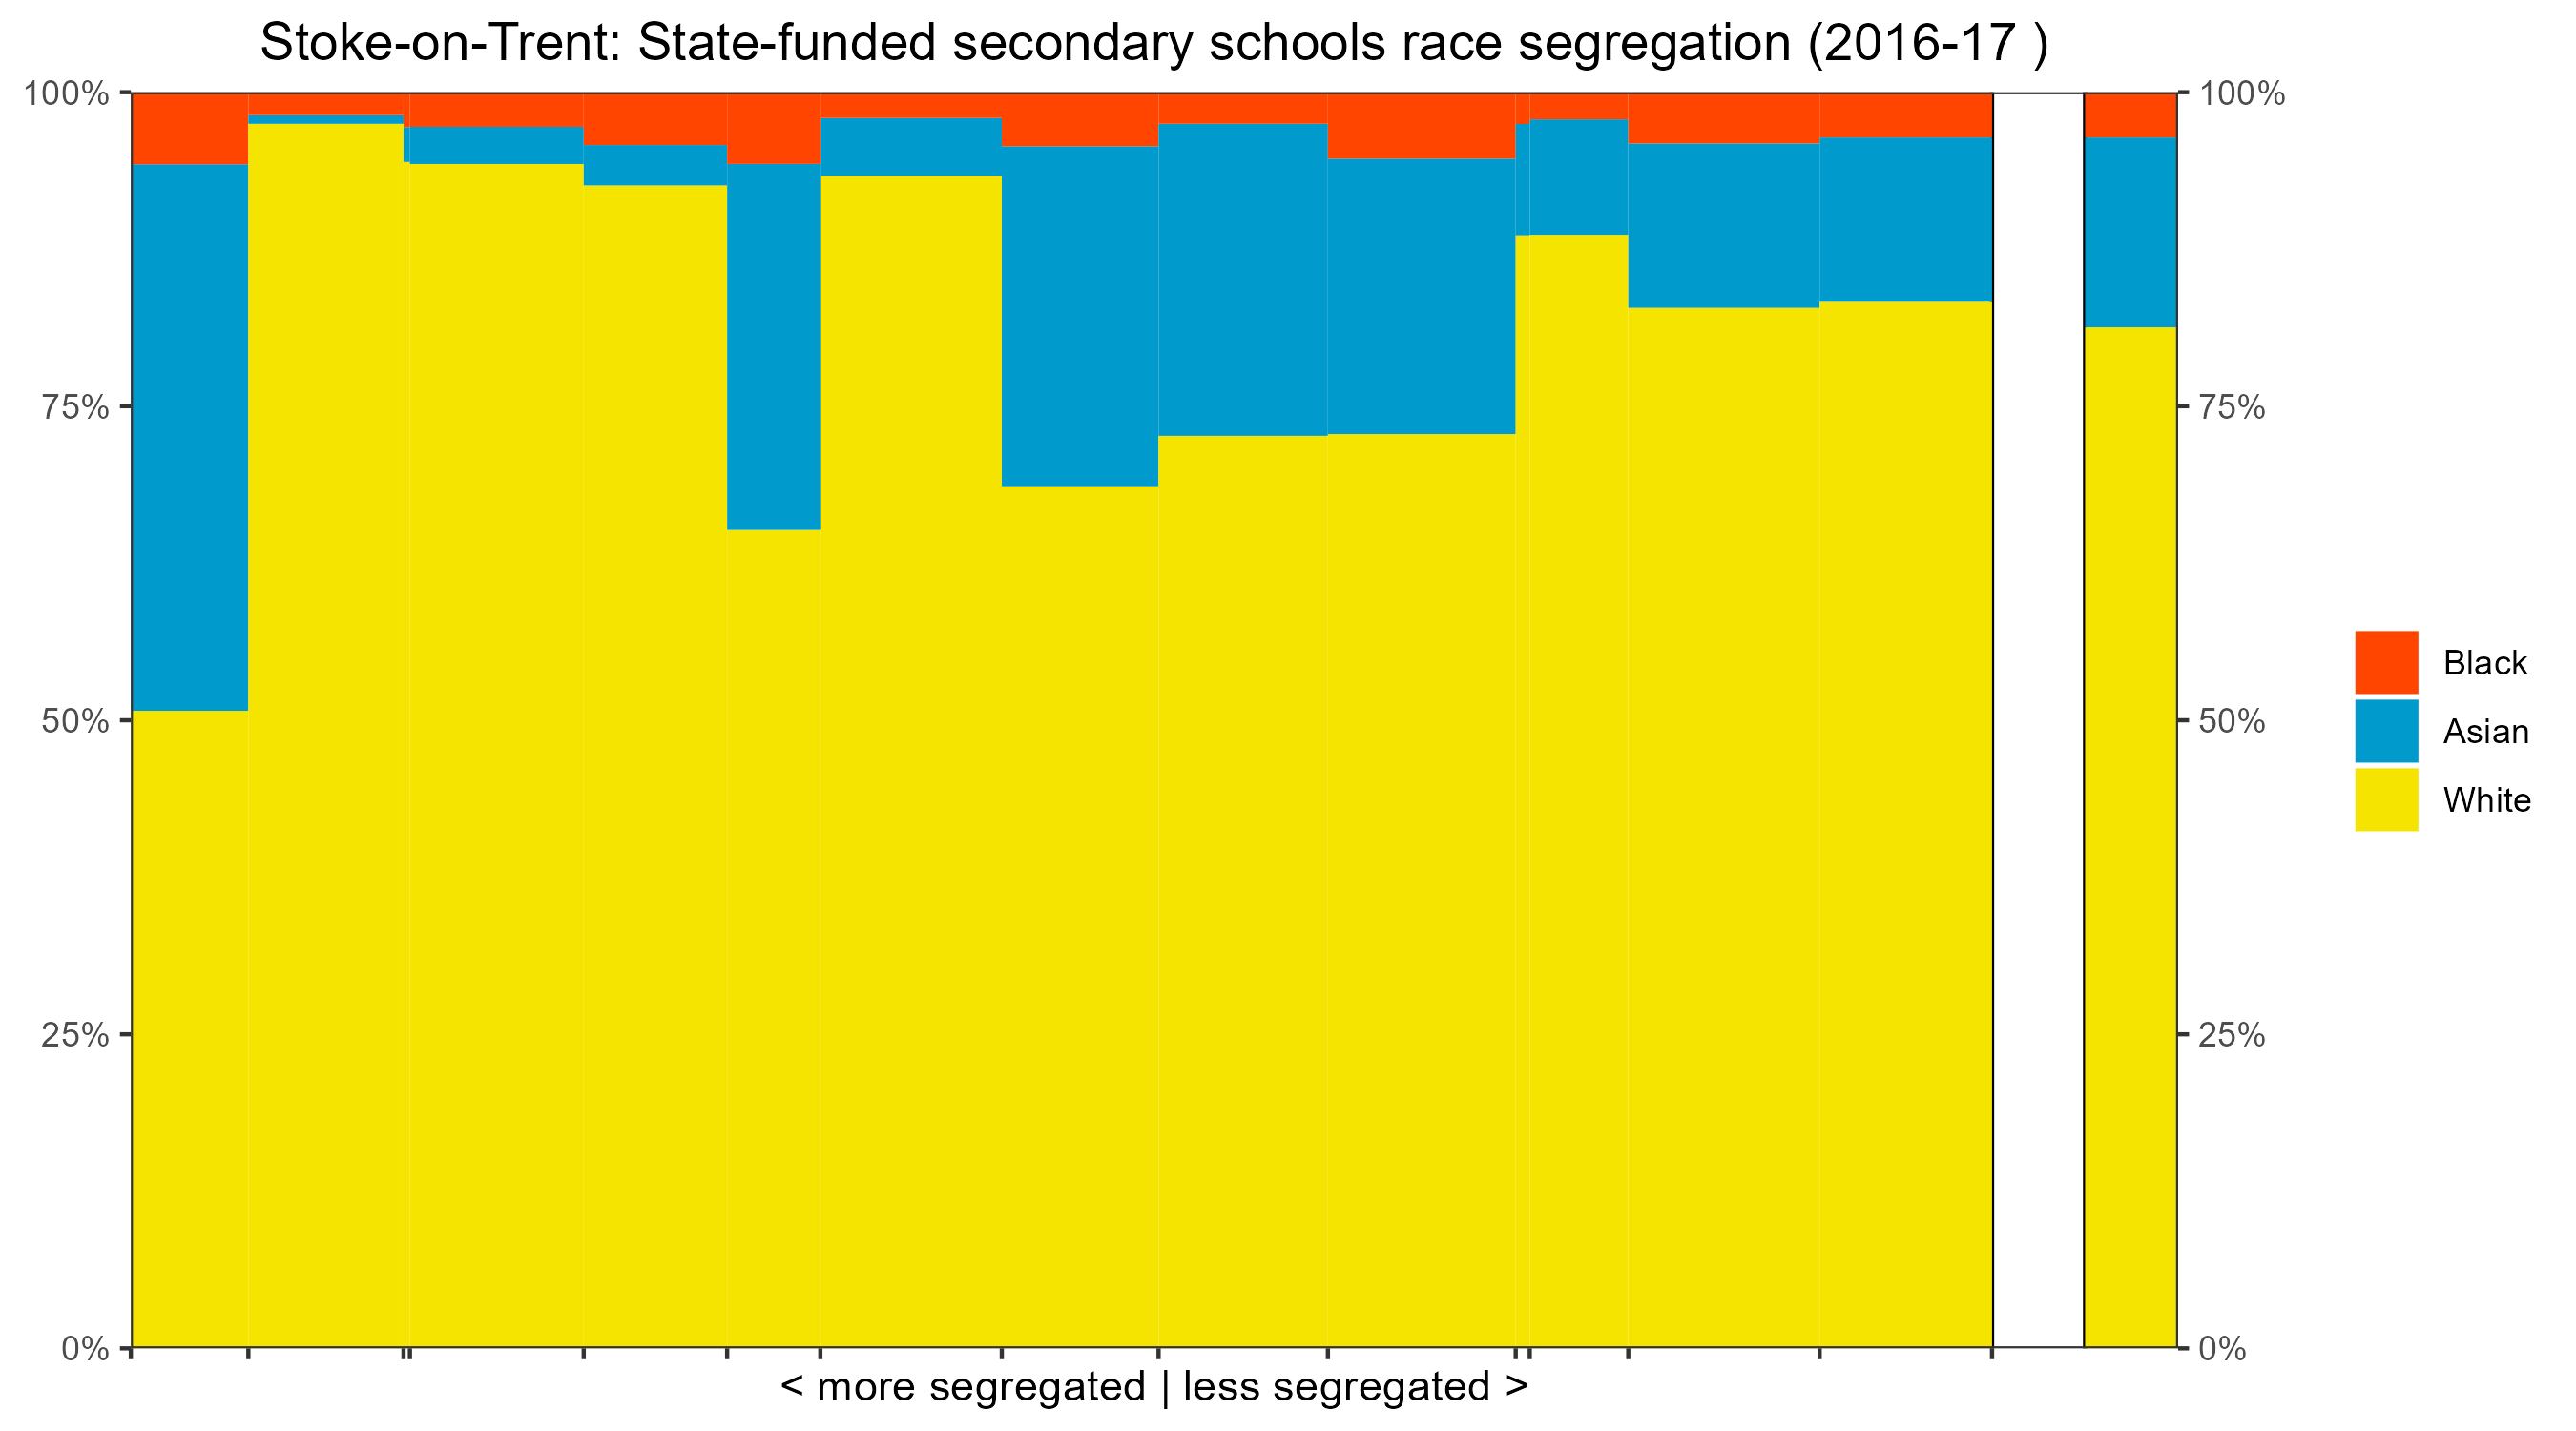 Stoke-on-Trent: State-funded secondary schools race segregation (2016-17 )
100%
75%
50%
25%
0%
100%
75%
50%
25%
0%
Black
Asian
White
< more segregated | less segregated >